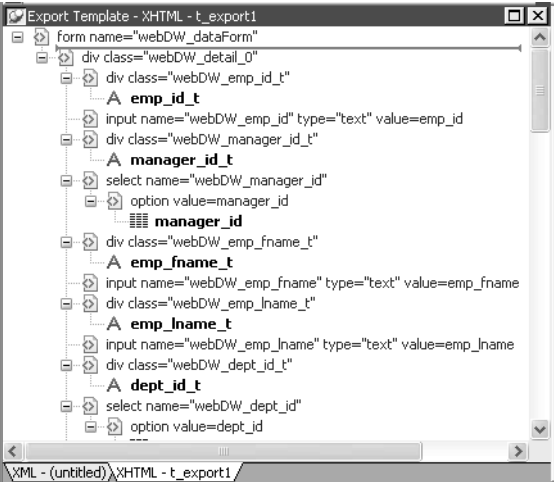 Export Template - XHTML - t_export1
form name="webDW_dataForm"
div class="webDW_detail_0"
div class="webDW_emp_id_t"
emp_id_t
input name="webDW_emp_id" type="text" value=emp_id
div class="webDW_manager_id_t"
manager_id_t
select name="webDW_manager_id"
option value=manager_id
manager_id
div class="webDW_emp_fname_t"
emp_fname_t
input name="webDW_emp_fname" type="text" value=emp_fname
div class="webDW_emp_lname_t"
emp_lname_t
input name="webDW_emp_lname" type="text" value=emp_lname
div class="webDW_dept_id_t"
dept_id_t
select name="webDW_dept_id"
option value=dept_id
XML - (untitled) XHTML - t_export1